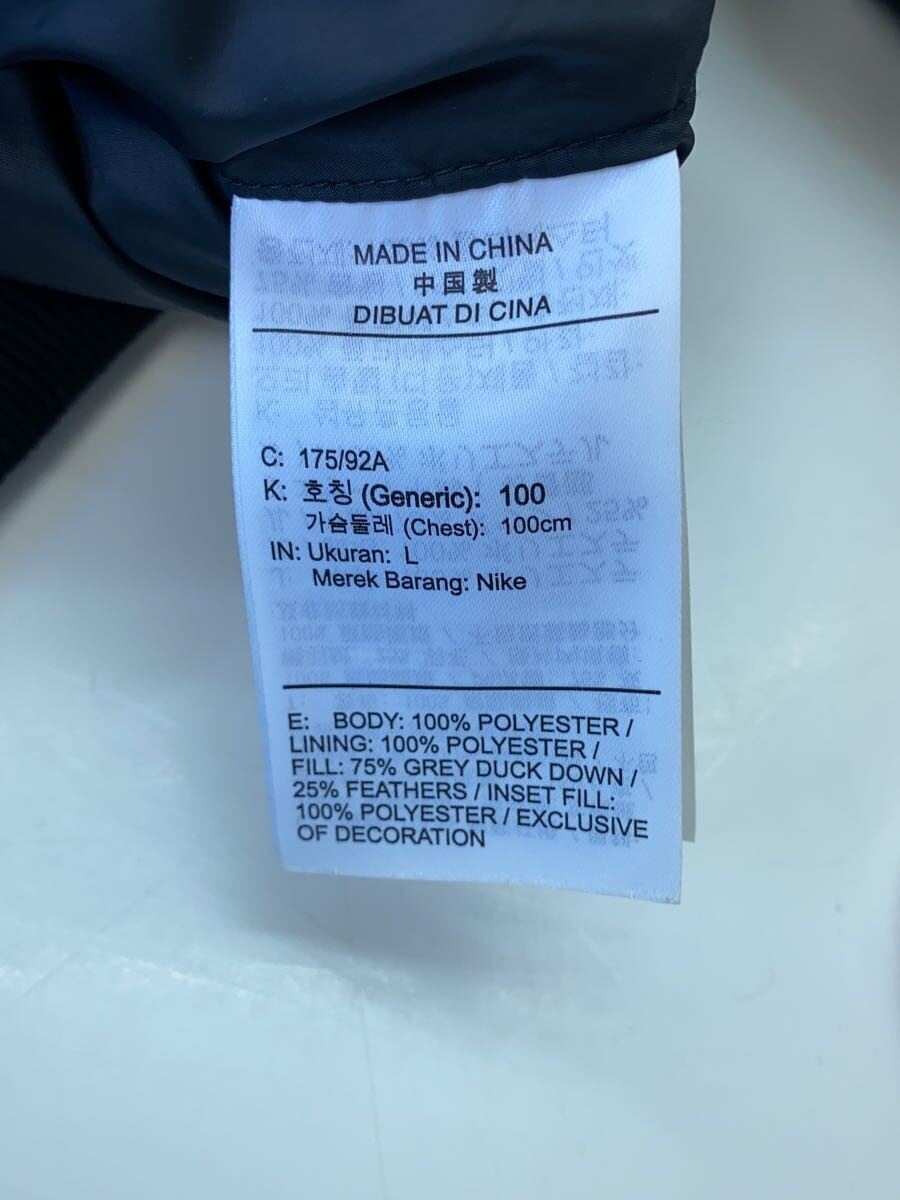 MADE IN CHINA
中国製
DIBUAT DI CINA
C: 175/92A
K: 호칭 (Generic): 100
가슴둘레 (Chest): 100cm
IN: Ukuran: L
Merek Barang: Nike
E: BODY: 100% POLYESTER /
LINING: 100% POLYESTER /
FILL: 75% GREY DUCK DOWN /
25% FEATHERS / INSET FILL:
100% POLYESTER / EXCLUSIVE
OF DECORATION